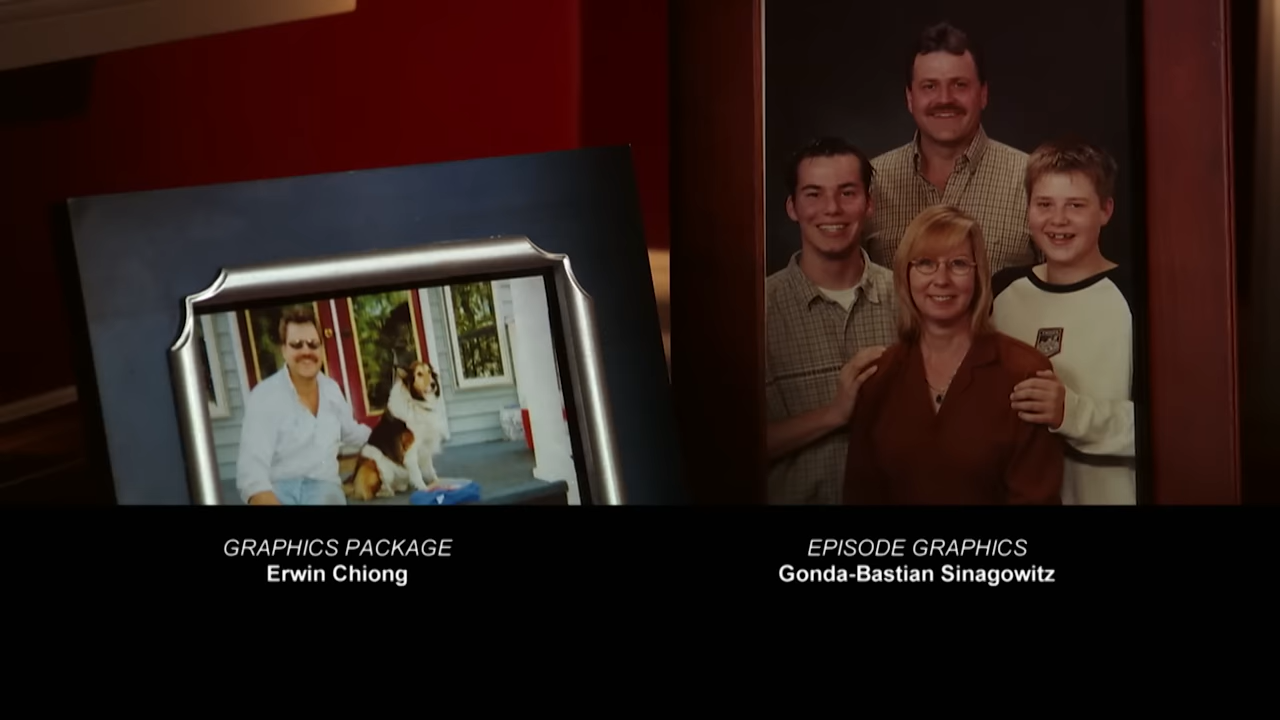 GRAPHICS PACKAGE
Erwin Chiong
EPISODE GRAPHICS
Gonda-Bastian Sinagowitz